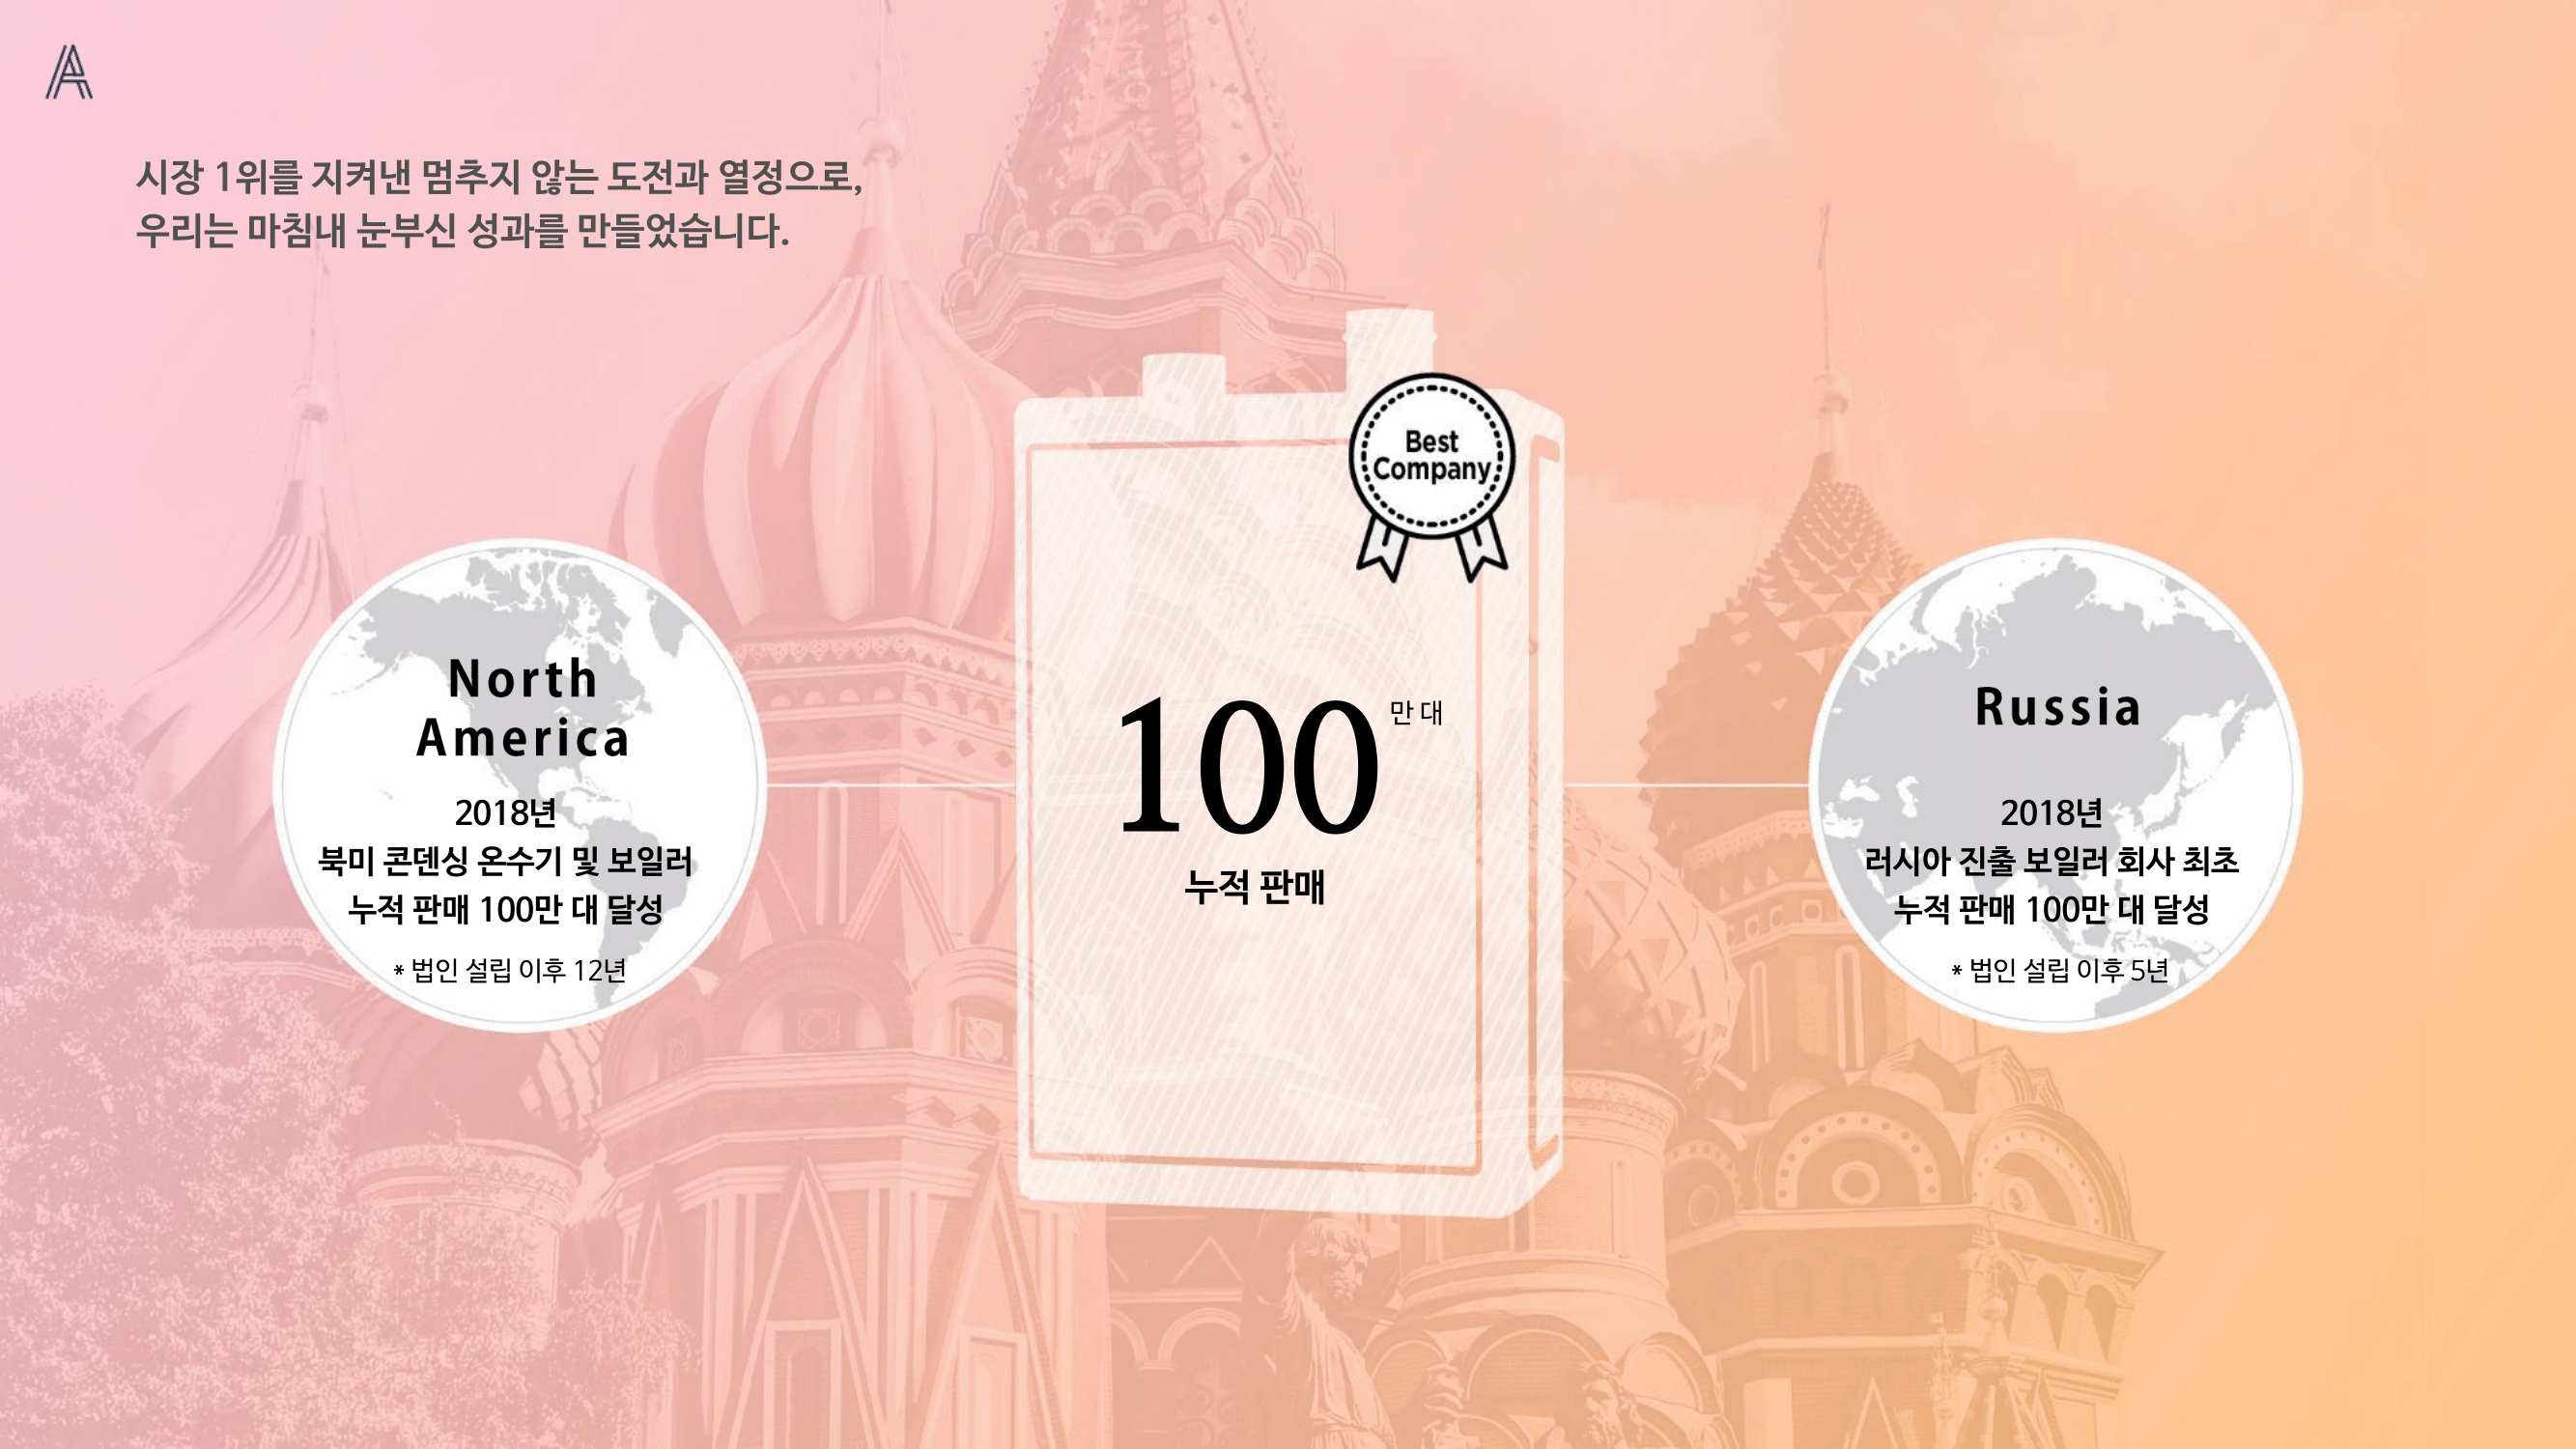 시장 1위를 지켜낸 멈추지 않는 도전과 열정으로,
우리는 마침내 눈부신 성과를 만들었습니다.
Best
Company
North
America
2018년
북미 콘덴싱 온수기 및 보일러
누적 판매 100만 대 달성
* 법인 설립 이후 12년
100만 대
누적 판매
Russia
2018년
러시아 진출 보일러 회사 최초
누적 판매 100만 대 달성
* 법인 설립 이후 5년